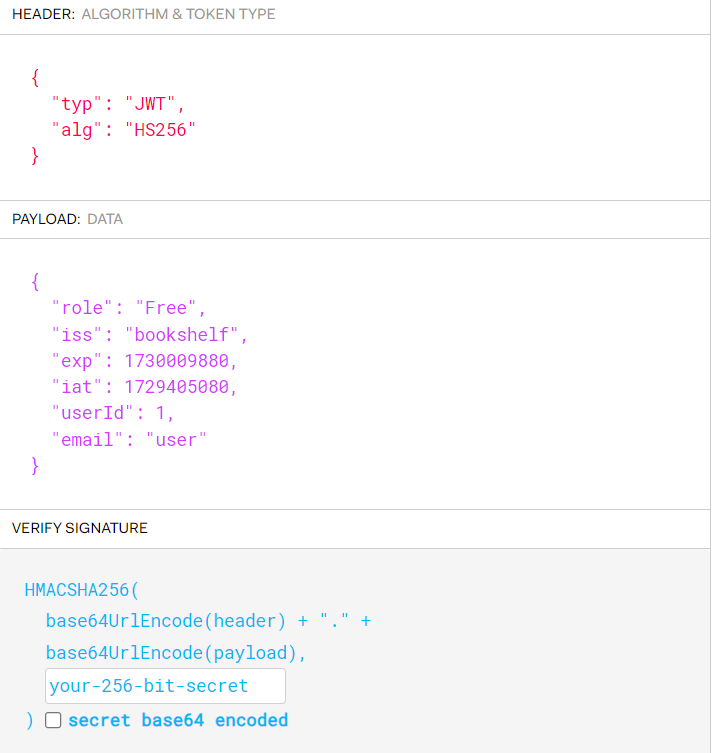 HEADER: ALGORITHM & TOKEN TYPE
{
"typ": "JWT",
"alg": "HS256"
}
PAYLOAD: DATA
{
"role": "Free",
"iss": "bookshelf",
"exp": 1730009880,
"iat": 1729405080,
"userId": 1,
"email": "user"
}
VERIFY SIGNATURE
HMACSHA256(
base64UrlEncode(header) + "." +
base64UrlEncode(payload),
your-256-bit-secret
) secret base64 encoded